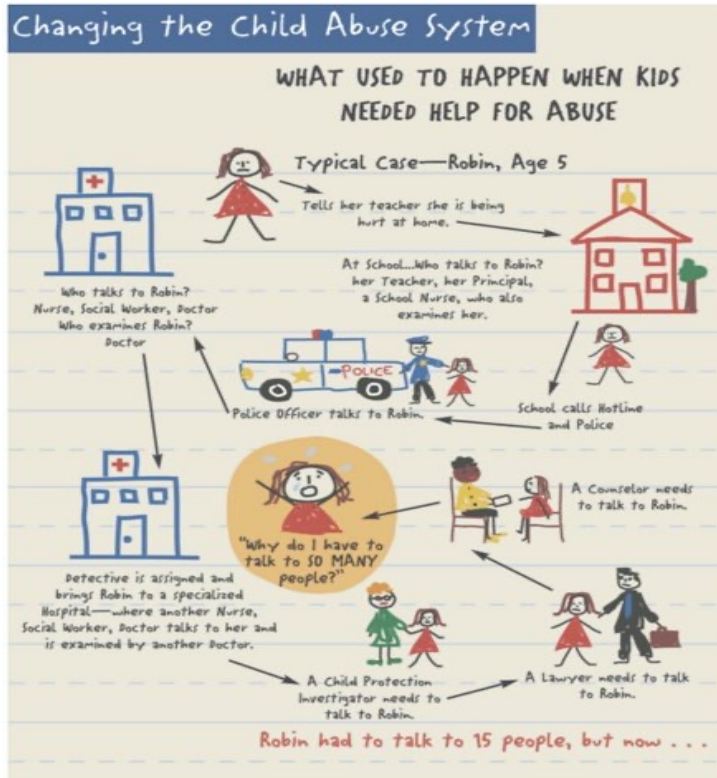 Changing the Child Abuse System
WHAT USED TO HAPPEN WHEN KIDS
NEEDED HELP FOR ABUSE
Typical Case—Robin, Age 5
Tells her teacher she is being
hurt at home.
At School...Who talks to Robin?
her Teacher, her Principal,
a School Nurse, who also
examines her.
School calls Hotline
and Police
POLICE
Police Officer talks to Robin.
Who talks to Robin?
Nurse, Social Worker, Doctor
Who examines Robin?
Doctor
Detective is assigned and
brings Robin to a specialized
Hospital—where another Nurse,
Social Worker, Doctor talks to her and
is examined by another Doctor.
A Child Protection
Investigator needs to
talk to Robin.
A Lawyer needs to talk
to Robin.
A Counselor needs
to talk to Robin.
"Why do I have to
talk to SO MANY
people?"
Robin had to talk to 15 people, but now . . .